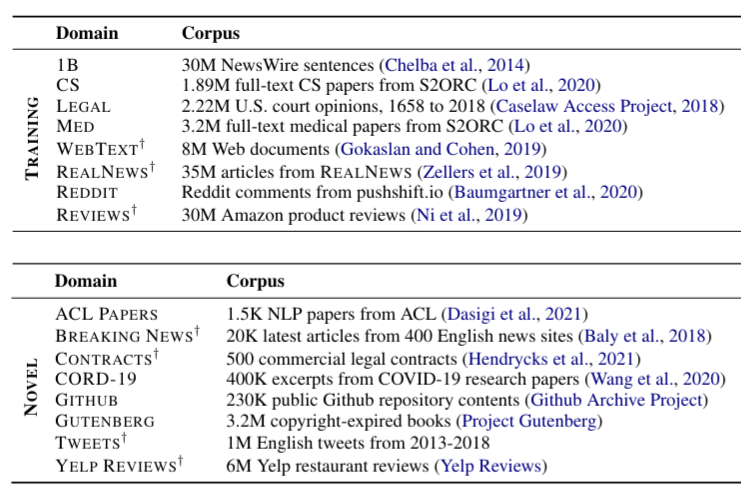 Domain Corpus
TRAINING
1B 30M NewsWire sentences (Chelba et al., 2014)
CS 1.89M full-text CS papers from S2ORC (Lo et al., 2020)
LEGAL 2.22M U.S. court opinions, 1658 to 2018 (Caselaw Access Project, 2018)
MED 3.2M full-text medical papers from S2ORC (Lo et al., 2020)
WEBTEXT† 8M Web documents (Gokaslan and Cohen, 2019)
REALNEWS† 35M articles from REALNEWS (Zellers et al., 2019)
REDDIT Reddit comments from pushshift.io (Baumgartner et al., 2020)
REVIEWS† 30M Amazon product reviews (Ni et al., 2019)
Domain Corpus
NOVEL
ACL PAPERS 1.5K NLP papers from ACL (Dasigi et al., 2021)
BREAKING NEWS† 20K latest articles from 400 English news sites (Baly et al., 2018)
CONTRACTS† 500 commercial legal contracts (Hendrycks et al., 2021)
CORD-19 400K excerpts from COVID-19 research papers (Wang et al., 2020)
GITHUB 230K public Github repository contents (Github Archive Project)
GUTENBERG 3.2M copyright-expired books (Project Gutenberg)
TWEETS† 1M English tweets from 2013-2018
YELP REVIEWS† 6M Yelp restaurant reviews (Yelp Reviews)